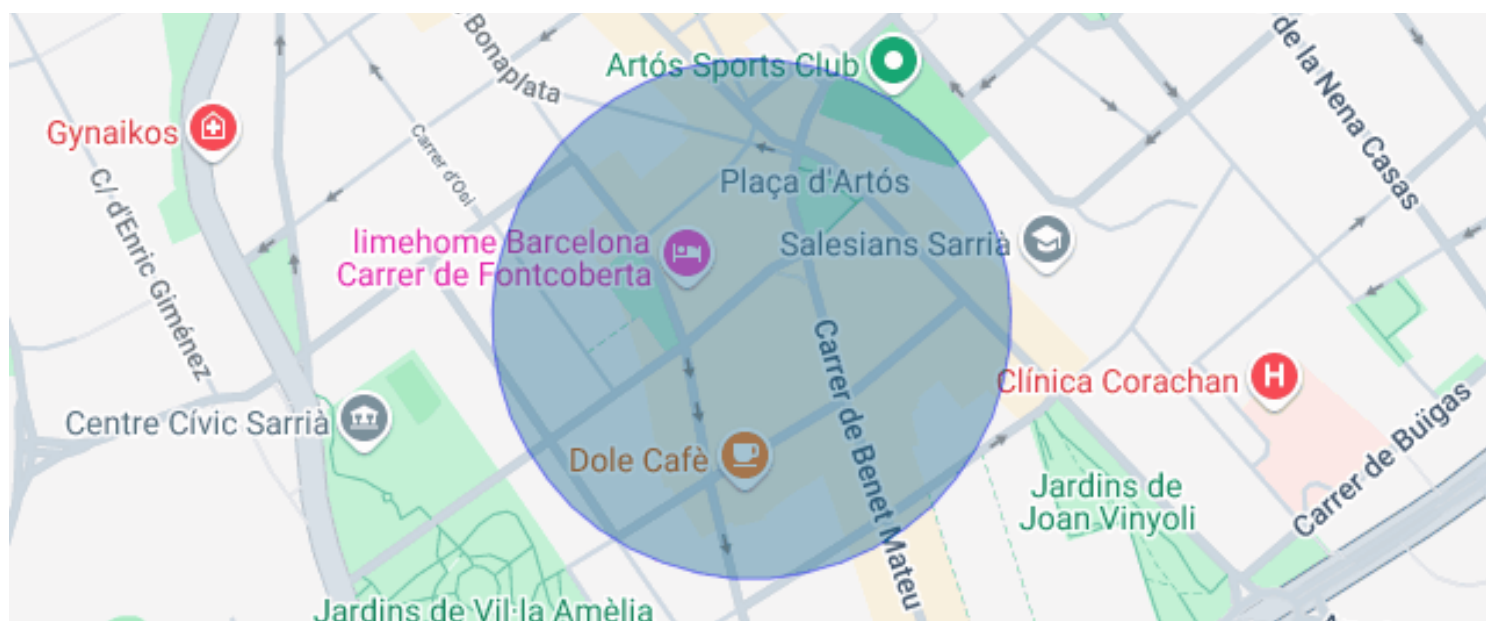 Bonaplata
Artós Sports Club
de la Nena Casas
Gynaikos
Carrer d'Osi
C/ d'Enric Giménez
Plaça d'Artós
limehome Barcelona
Carrer de Fontcoberta
Salesians Sarrià
Carrer de Benet Mateu
Clínica Corachan
H
Centre Cívic Sarrià
Dole Cafè
Carrer de Buïgas
Jardins de
Joan Vinyoli
Jardins de Vil·la Amèlia